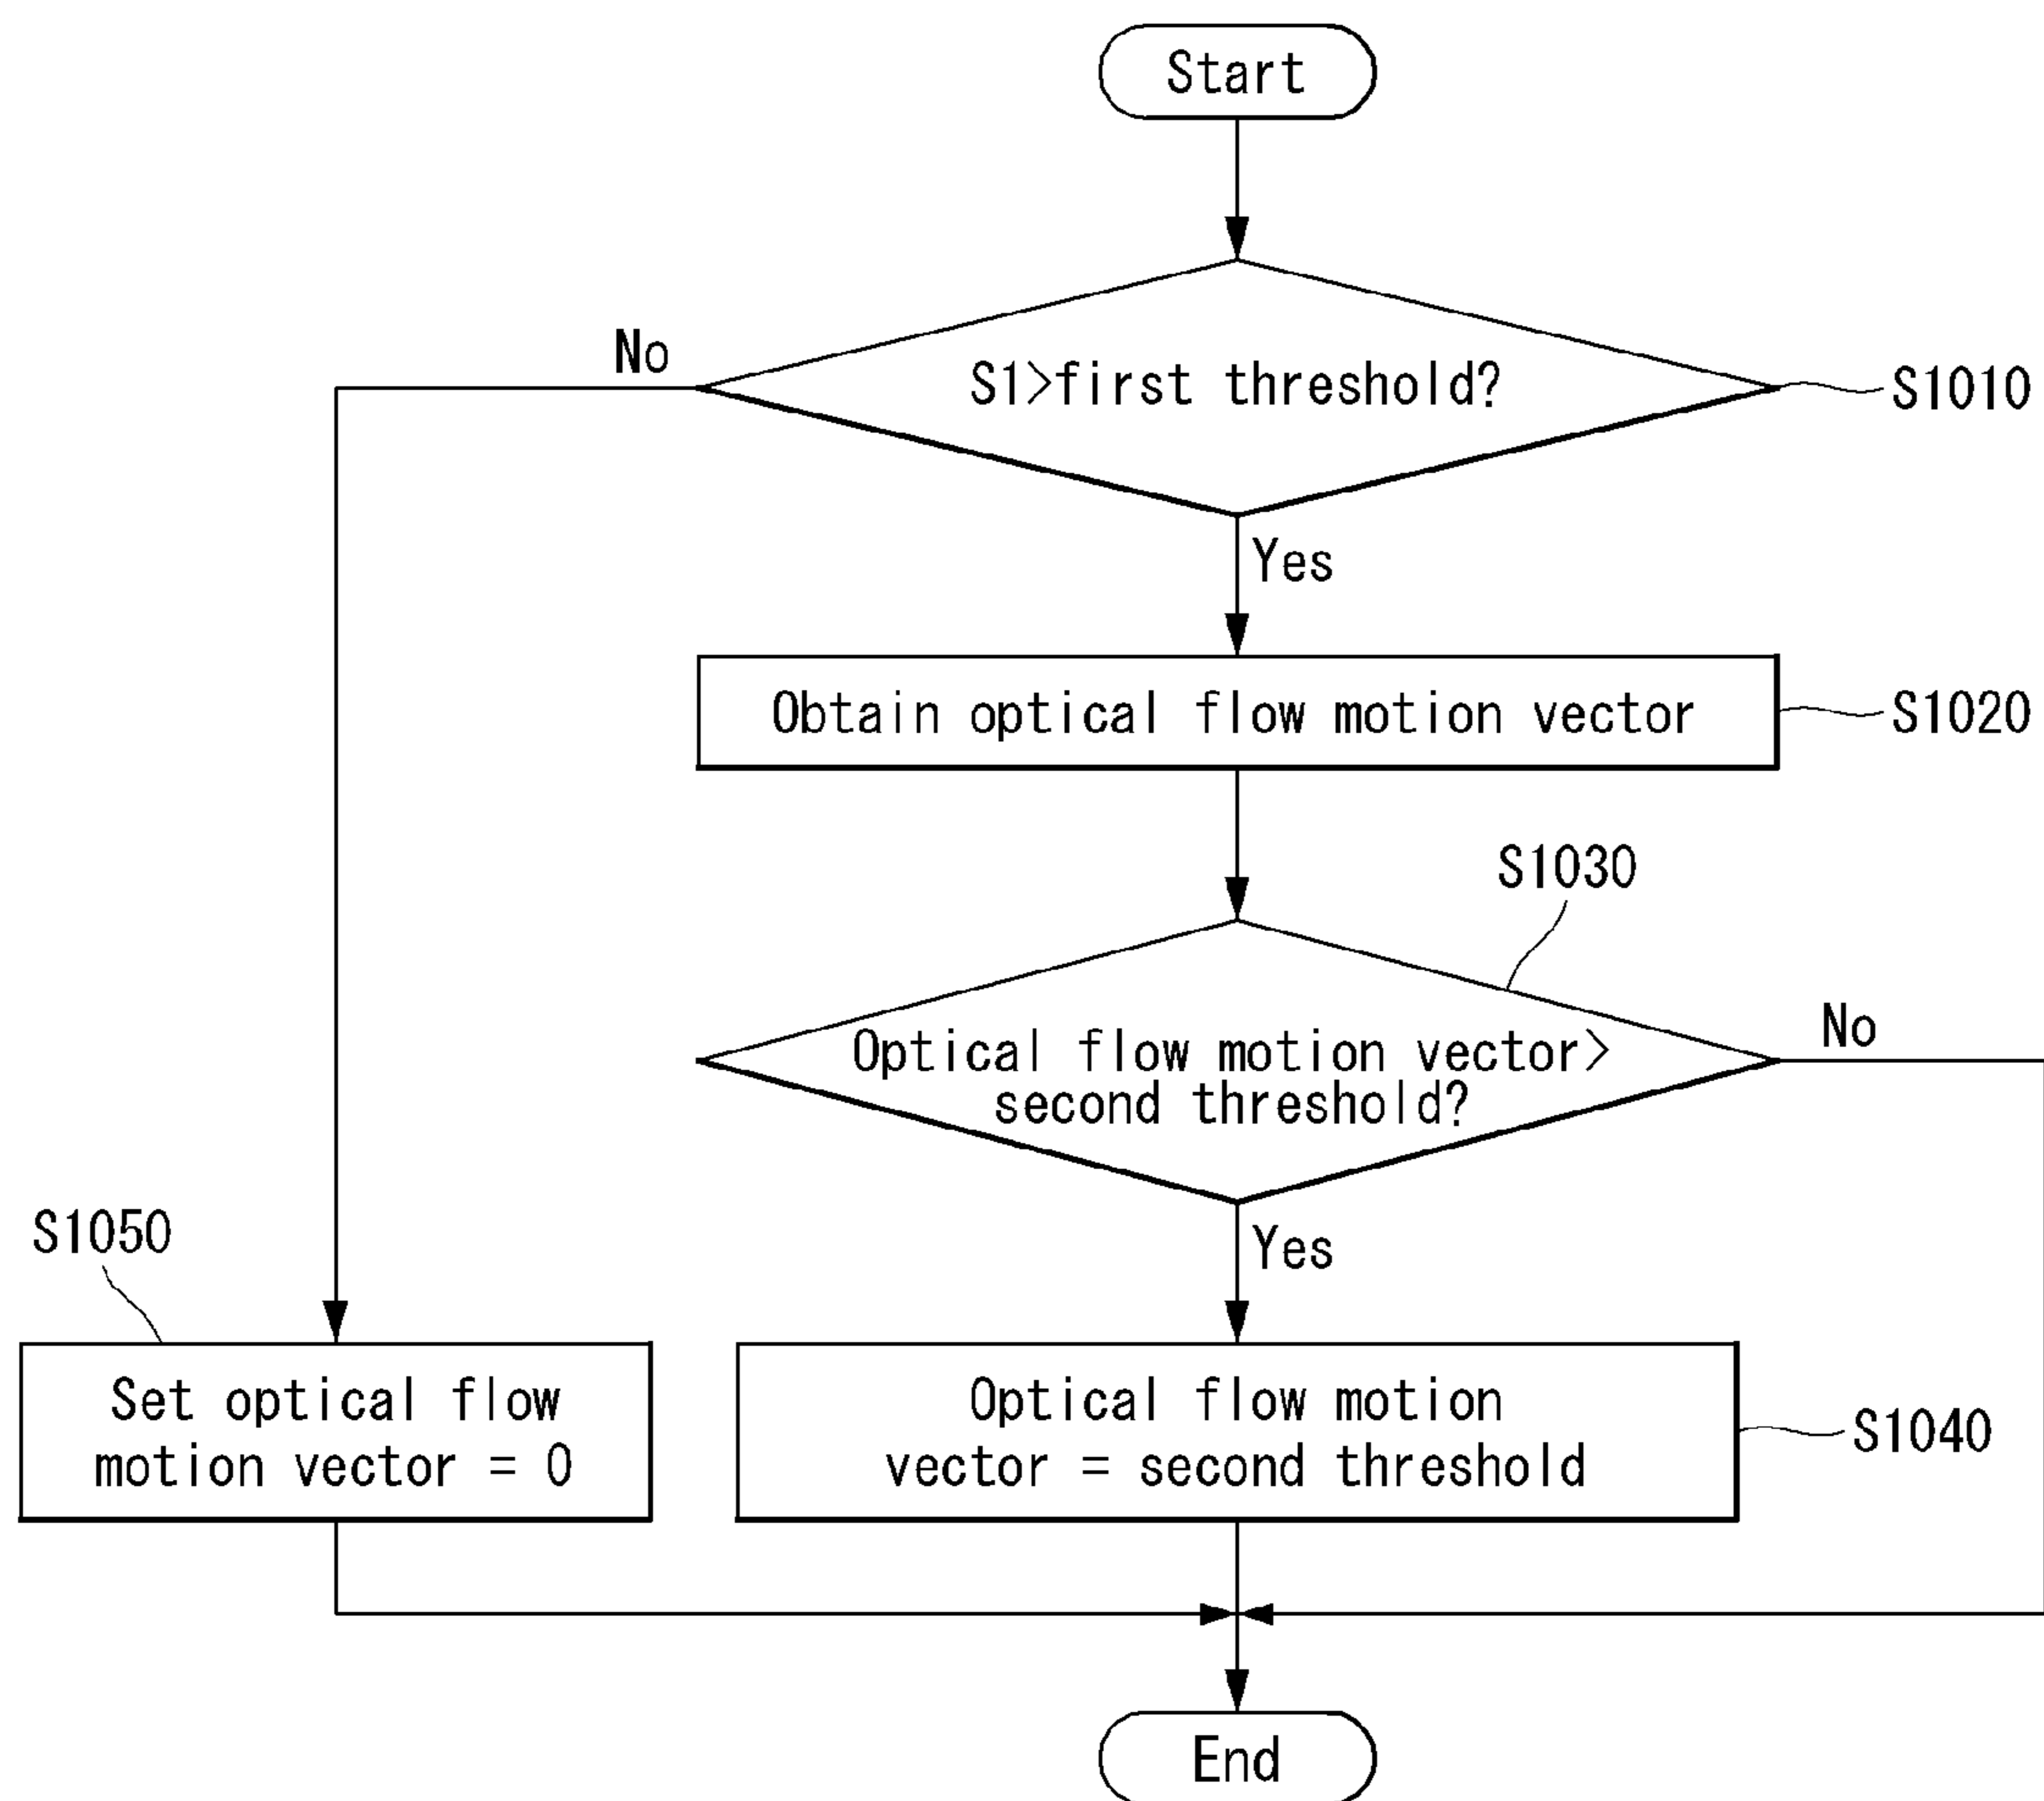 Start
No
S1>first threshold?
S1010
Yes
Obtain optical flow motion vector
S1020
S1030
No
Optical flow motion vector>
second threshold?
S1050
Yes
Set optical flow
motion vector = 0
Optical flow motion
vector = second threshold
S1040
End